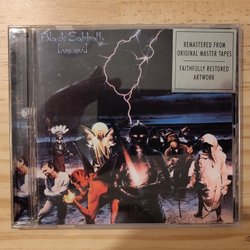 Black Sabbath
live evil
REMASTERED FROM
ORIGINAL MASTER TAPES
FAITHFULLY RESTORED
ARTWORK